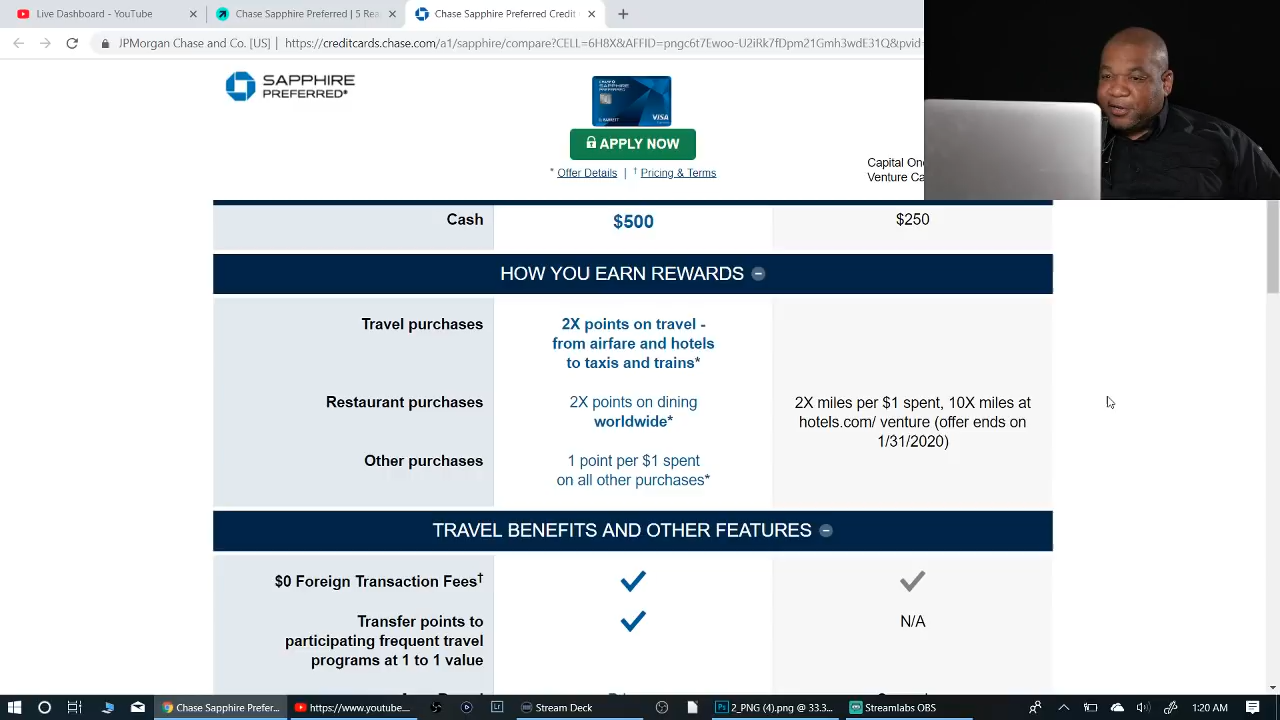 Live Dashboard - YouTube
Chase Sapphire Preferred | 5 Rea
Chase Sapphire Preferred Credit
JPMorgan Chase and Co. [US] | https://creditcards.chase.com/a1/sapphire/compare?CELL=6H8X&AFFID=pngc6t7Ewoo-U2iRk7fDpm21Gmh3wdE31Q&pvid
SAPPHIRE
PREFERRED*
VISA
APPLY NOW
* Offer Details | † Pricing & Terms
Capital On
Venture Ca
Cash $500 $250
HOW YOU EARN REWARDS
Travel purchases
2X points on travel -
from airfare and hotels
to taxis and trains*
Restaurant purchases
2X points on dining
worldwide*
Other purchases
1 point per $1 spent
on all other purchases*
2X miles per $1 spent, 10X miles at
hotels.com/ venture (offer ends on
1/31/2020)
TRAVEL BENEFITS AND OTHER FEATURES
$0 Foreign Transaction Fees†
Transfer points to
participating frequent travel
programs at 1 to 1 value
N/A
Chase Sapphire Prefer...
https://www.youtube...
Stream Deck
2_PNG (4).png @ 33.3...
Streamlabs OBS
1:20 AM